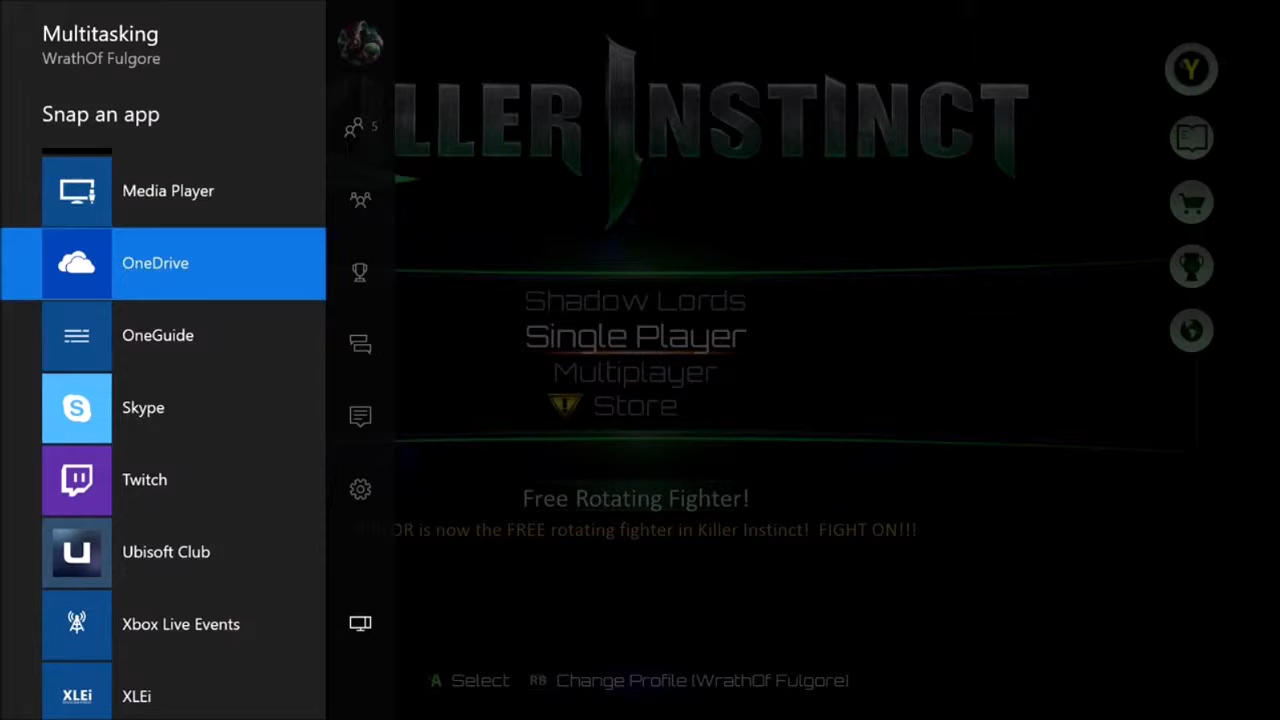 Multitasking
WrathOf Fulgore
Snap an app
Media Player
OneDrive
OneGuide
Skype
Twitch
Ubisoft Club
Xbox Live Events
XLEi
XLEi
5
LLER INSTINCT
Y
Shadow Lords
Single Player
Multiplayer
Store
Free Rotating Fighter!
OR is now the FREE rotating fighter in Killer Instinct! FIGHT ON!!!
A Select RB Change Profile (WrathOf Fulgore)